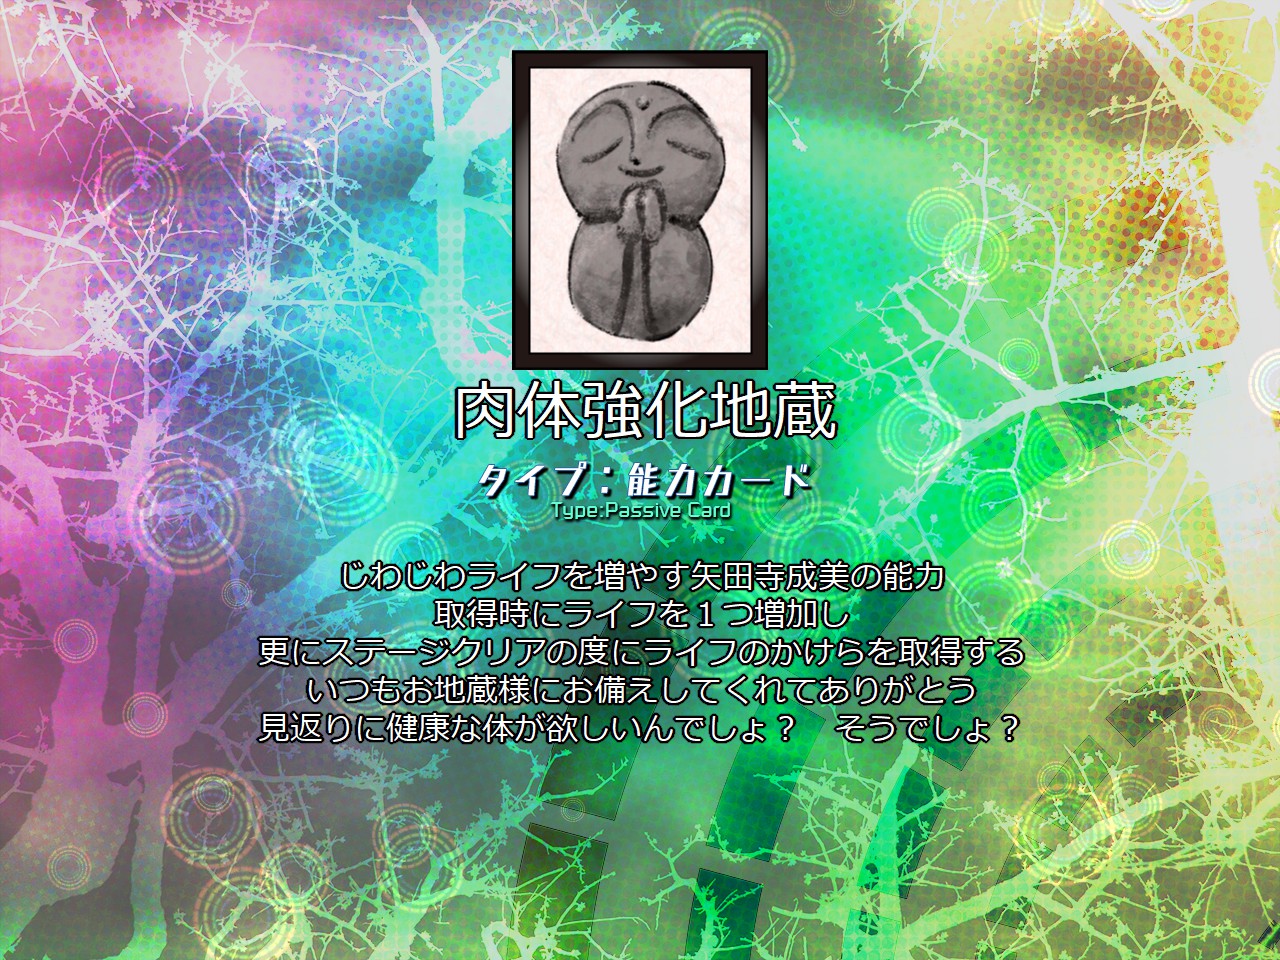 肉体強化地蔵
タイプ：能力カード
Type:Passive Card
じわじわライフを増やす矢田寺成美の能力
取得時にライフを１つ増加し
更にステージクリアの度にライフのかけらを取得する
いつもお地蔵様にお備えしてくれてありがとう
見返りに健康な体が欲しいんでしょ？　そうでしょ？